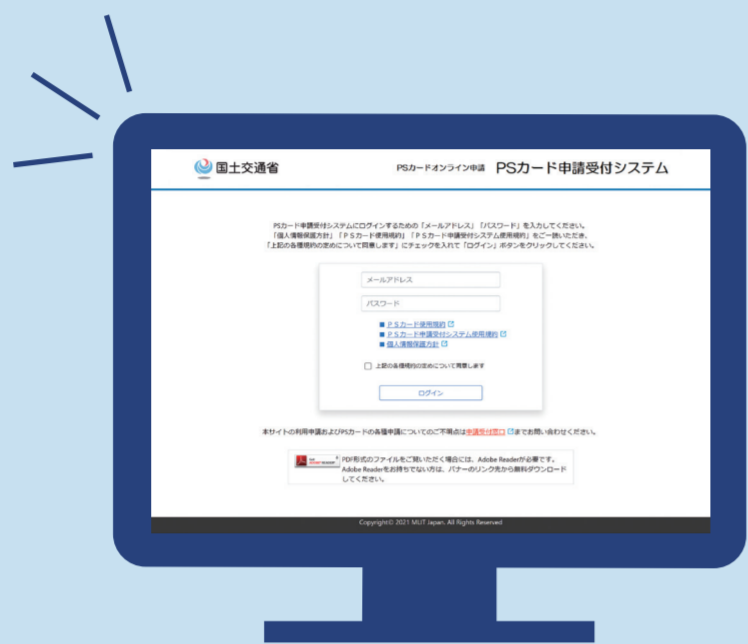 国土交通省
PSカードオンライン申請 PSカード申請受付システム
PSカード申請受付システムにログインするための「メールアドレス」「パスワード」を入力してください。
「個人情報保護方針」「ＰＳカード使用規約」「ＰＳカード申請受付システム使用規約」をご一読いただき、
「上記の各種規約の定めについて同意します」にチェックを入れて「ログイン」ボタンをクリックしてください。
メールアドレス
パスワード
■ ＰＳカード使用規約
■ ＰＳカード申請受付システム使用規約
■ 個人情報保護方針
上記の各種規約の定めについて同意します
ログイン
本サイトの利用申請およびPSカードの各種申請についてのご不明点は申請受付窓口までお問い合わせください。
PDF形式のファイルをご覧いただく場合には、Adobe Readerが必要です。
Adobe Readerをお持ちでない方は、バナーのリンク先から無料ダウンロード
してください。
Copyright© 2021 MLIT Japan. All Rights Reserved